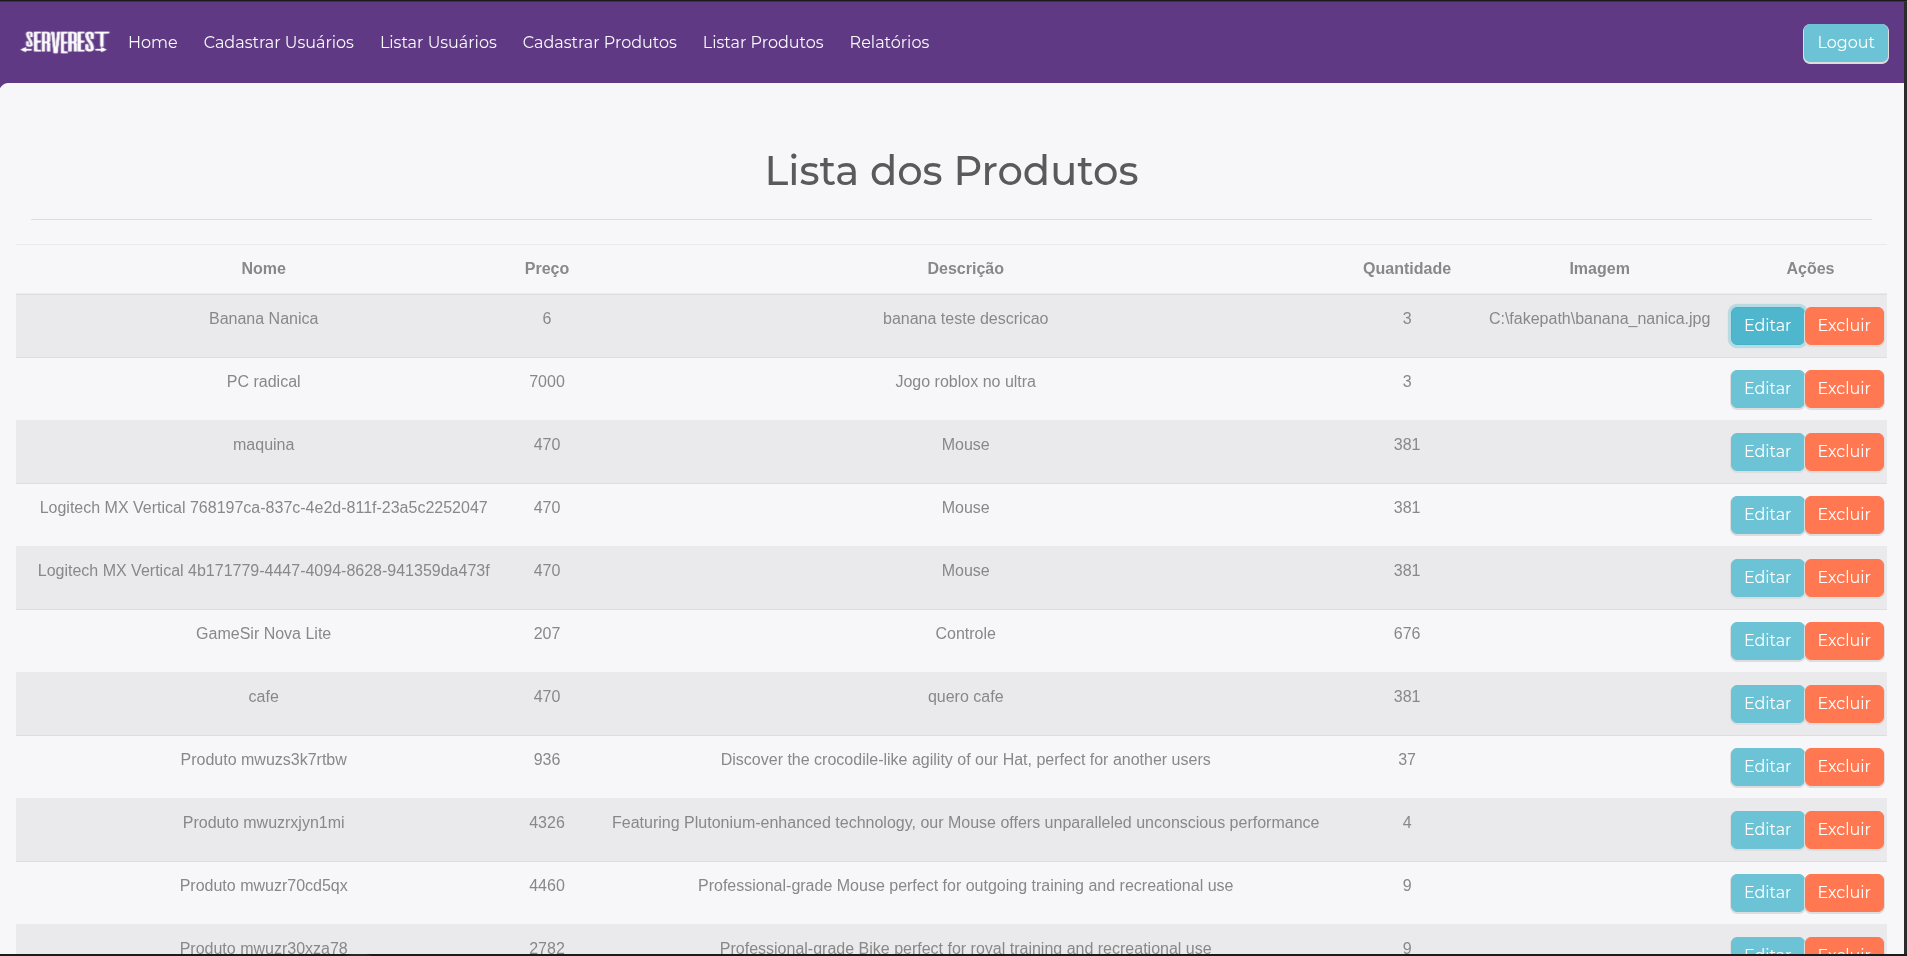 SERVEREST Home Cadastrar Usuários Listar Usuários Cadastrar Produtos Listar Produtos Relatórios Logout
Lista dos Produtos
Nome Preço Descrição Quantidade Imagem Ações
Banana Nanica 6 banana teste descricao 3 C:\fakepath\banana_nanica.jpg Editar Excluir
PC radical 7000 Jogo roblox no ultra 3 Editar Excluir
maquina 470 Mouse 381 Editar Excluir
Logitech MX Vertical 768197ca-837c-4e2d-811f-23a5c2252047 470 Mouse 381 Editar Excluir
Logitech MX Vertical 4b171779-4447-4094-8628-941359da473f 470 Mouse 381 Editar Excluir
GameSir Nova Lite 207 Controle 676 Editar Excluir
cafe 470 quero cafe 381 Editar Excluir
Produto mwuzs3k7rtbw 936 Discover the crocodile-like agility of our Hat, perfect for another users 37 Editar Excluir
Produto mwuzrxjyn1mi 4326 Featuring Plutonium-enhanced technology, our Mouse offers unparalleled unconscious performance 4 Editar Excluir
Produto mwuzr70cd5qx 4460 Professional-grade Mouse perfect for outgoing training and recreational use 9 Editar Excluir
Produto mwuzr30xza78 2782 Professional-grade Bike perfect for royal training and recreational use 9 Editar Excluir